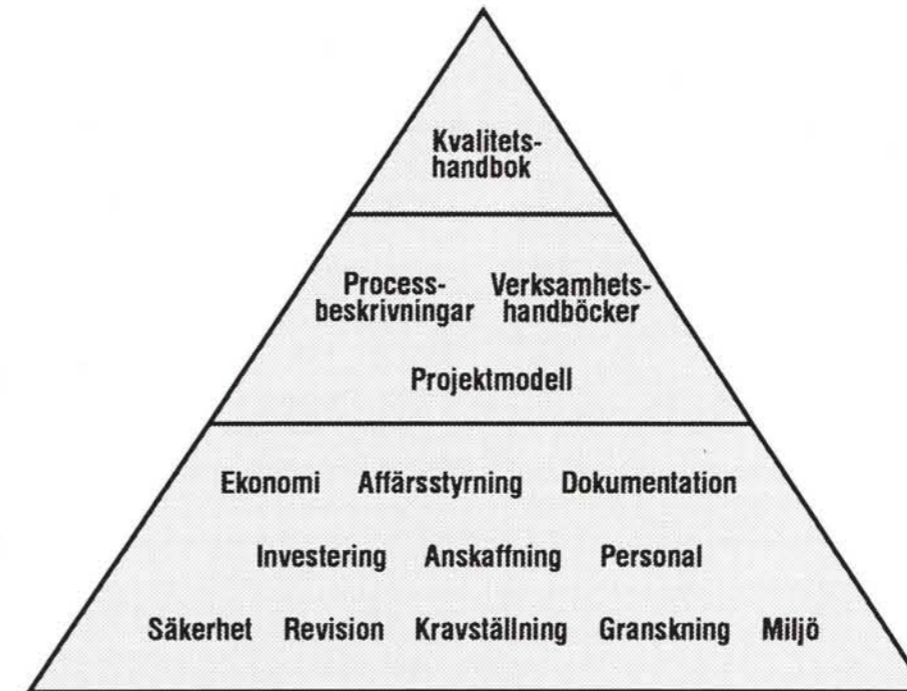 Kvalitets-
handbok
Process-
beskrivningar
Verksamhets-
handböcker
Projektmodell
Ekonomi Affärsstyrning Dokumentation
Investering Anskaffning Personal
Säkerhet Revision Kravställning Granskning Miljö